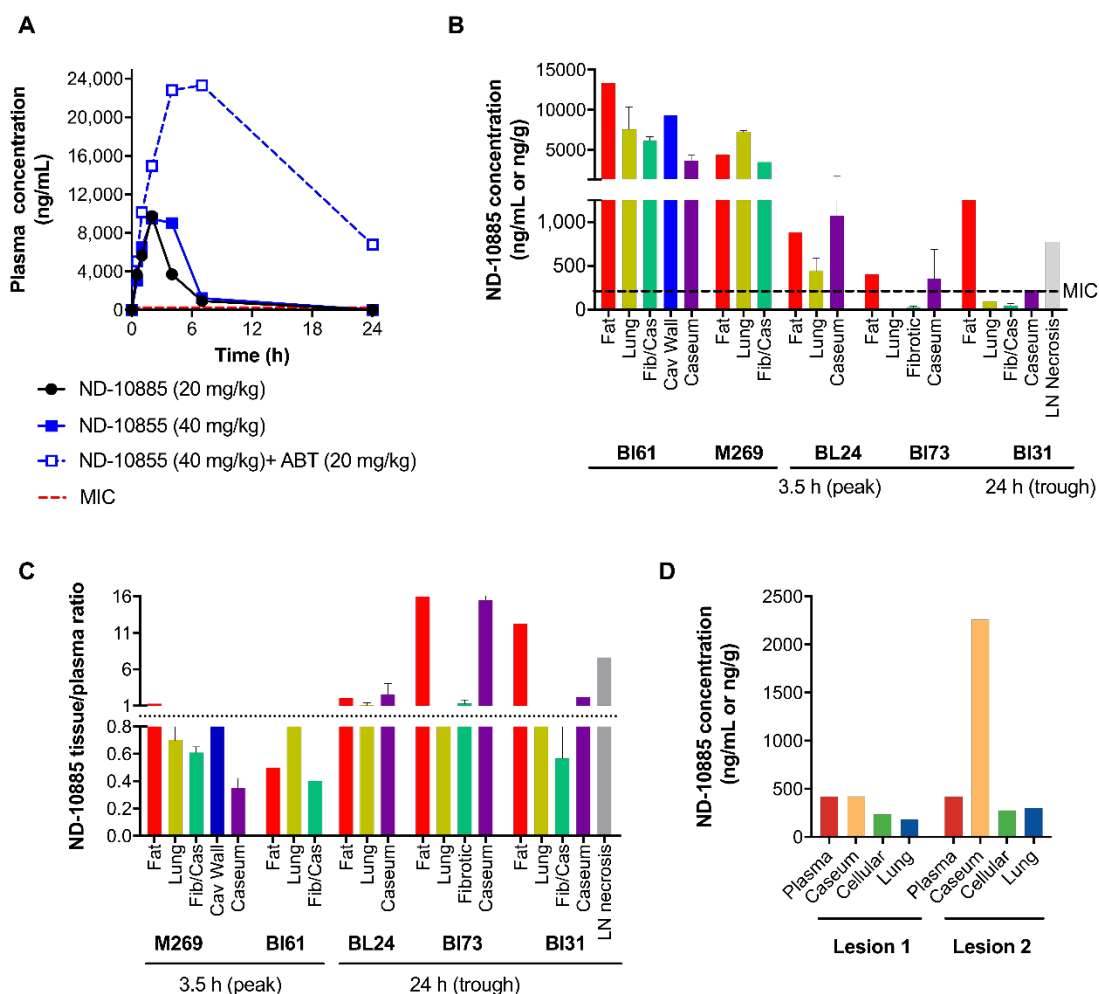 A
Plasma concentration
(ng/mL)
24,000
20,000
16,000
12,000
8,000
4,000
0
0 6 12 18 24
Time (h)
ND-10885 (20 mg/kg)
ND-10855 (40 mg/kg)
ND-10855 (40 mg/kg)+ ABT (20 mg/kg)
MIC
B
ND-10885 concentration
(ng/mL or ng/g)
15000
10000
5000
1,000
500
0
MIC
Fat Lung Fib/Cas Cav Wall Caseum Fat Lung Fib/Cas Fat Lung Caseum Fat Lung Fibrotic Caseum Fat Lung Fib/Cas Caseum LN Necrosis
BI61 M269 BL24 BI73 BI31
3.5 h (peak) 24 h (trough)
C
ND-10885 tissue/plasma ratio
16
11
6
1
0.8
0.6
0.4
0.2
0.0
Fat Lung Fib/Cas Cav Wall Caseum Fat Lung Fib/Cas Fat Lung Caseum Fat Lung Fibrotic Caseum Fat Lung Fib/Cas Caseum LN necrosis
M269 BI61 BL24 BI73 BI31
3.5 h (peak) 24 h (trough)
D
ND-10885 concentration
(ng/mL or ng/g)
2500
2000
1500
1000
500
0
Plasma Caseum Cellular Lung Plasma Caseum Cellular Lung
Lesion 1 Lesion 2